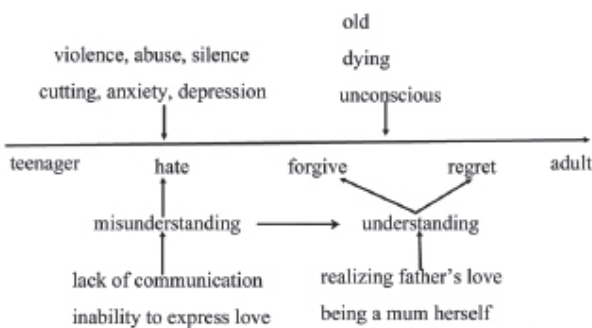 old
violence, abuse, silence
dying
cutting, anxiety, depression
unconscious
teenager hate forgive regret adult
misunderstanding understanding
lack of communication
realizing father's love
inability to express love
being a mum herself